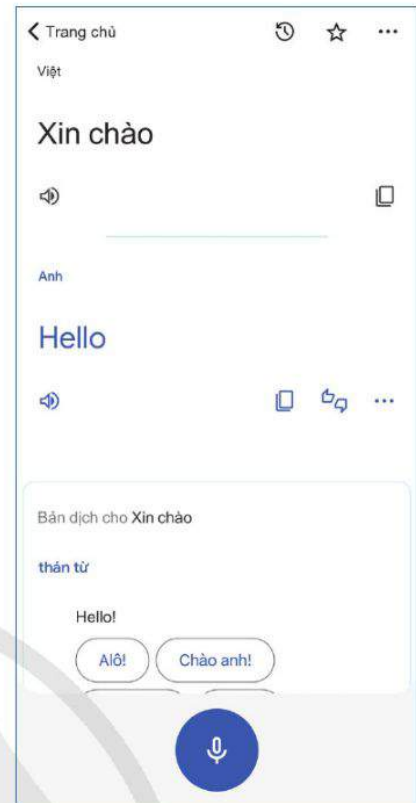 Trang chủ
Việt
Xin chào
Anh
Hello
Bản dịch cho Xin chào
thán từ
Hello!
Alô! Chào anh!